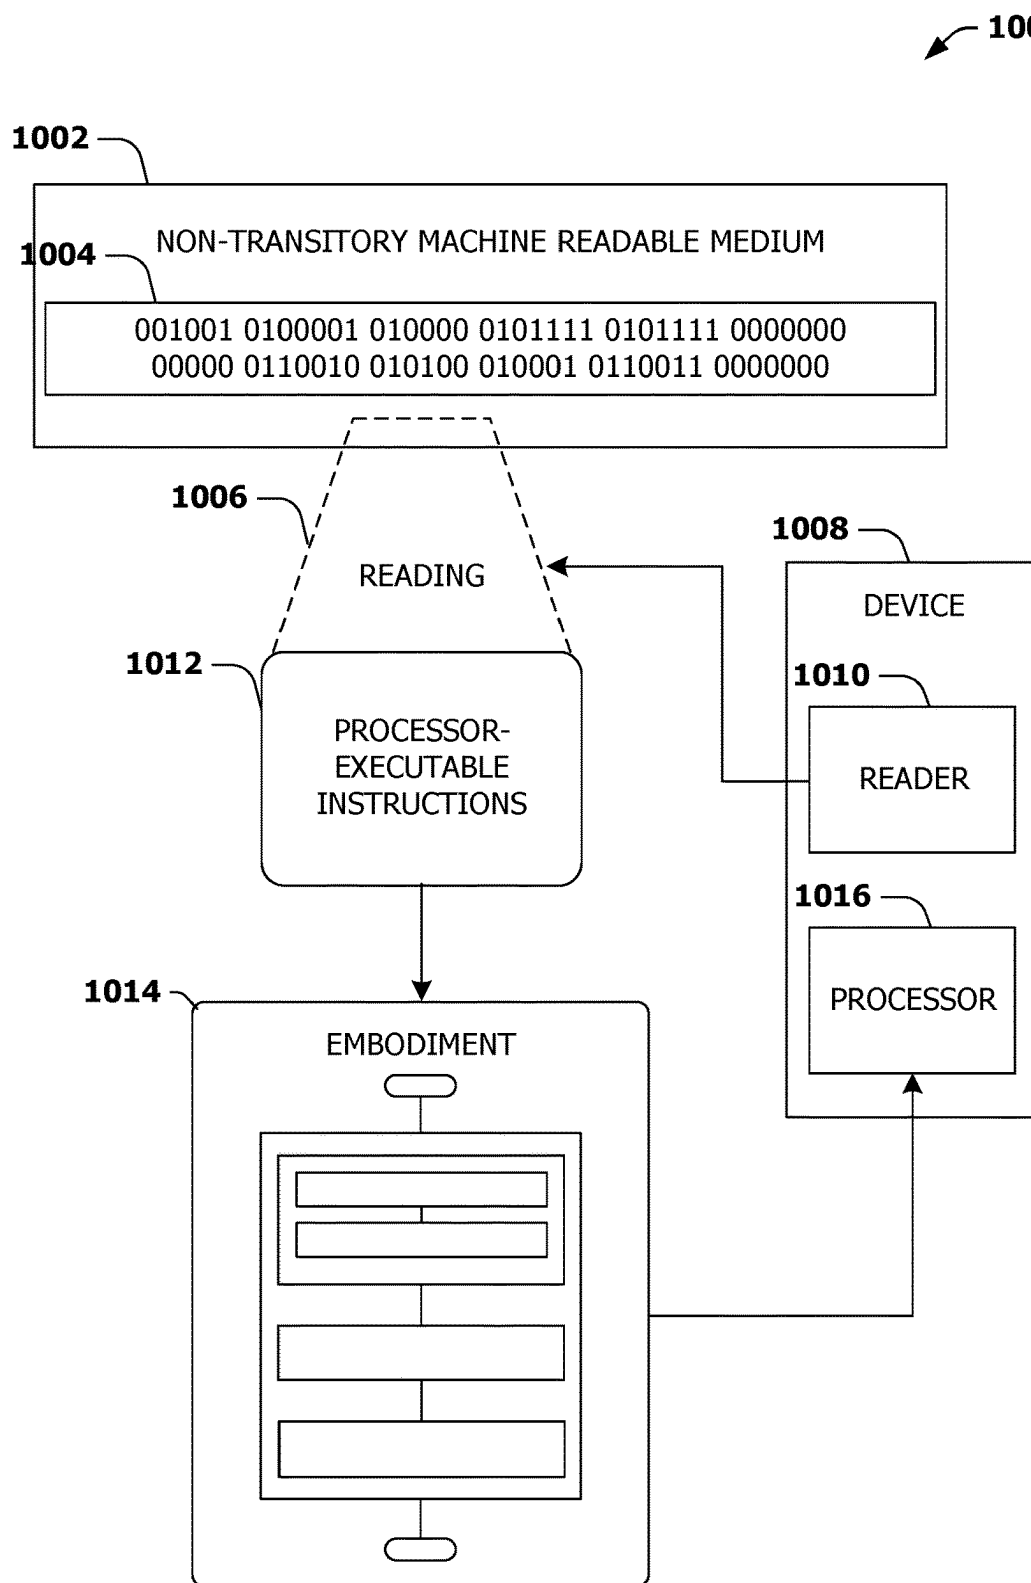 1002
NON-TRANSITORY MACHINE READABLE MEDIUM
1004
001001 0100001 010000 0101111 0101111 0000000
00000 0110010 010100 010001 0110011 0000000
1006
READING
1008
DEVICE
1012
PROCESSOR-
EXECUTABLE
INSTRUCTIONS
1010
READER
1016
PROCESSOR
1014
EMBODIMENT